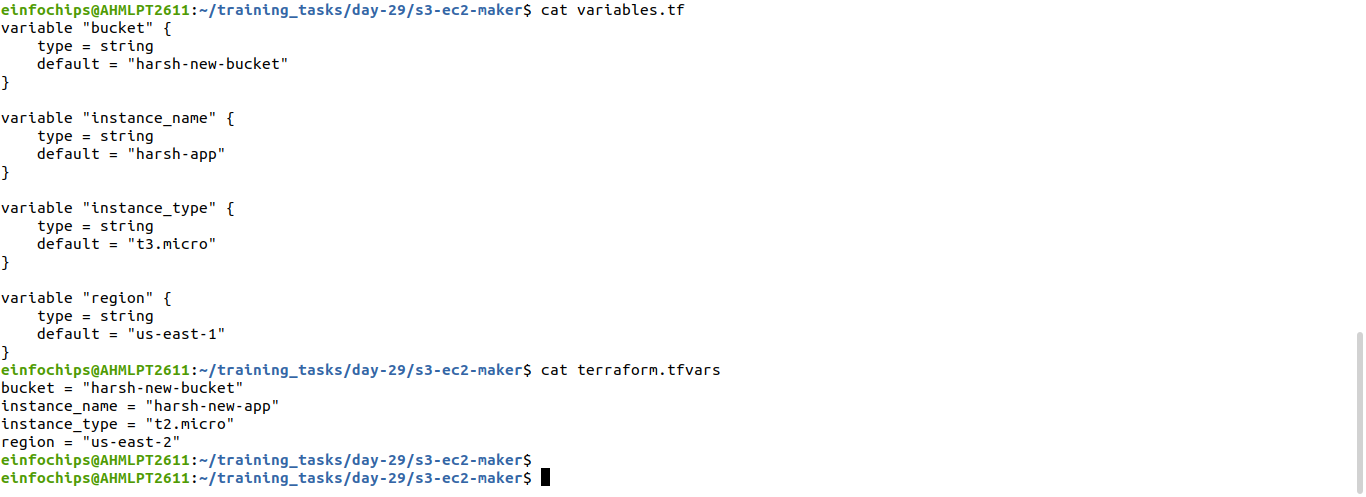 einfochips@AHMLPT2611:~/training_tasks/day-29/s3-ec2-maker$ cat variables.tf
variable "bucket" {
    type = string
    default = "harsh-new-bucket"
}

variable "instance_name" {
    type = string
    default = "harsh-app"
}

variable "instance_type" {
    type = string
    default = "t3.micro"
}

variable "region" {
    type = string
    default = "us-east-1"
}
einfochips@AHMLPT2611:~/training_tasks/day-29/s3-ec2-maker$ cat terraform.tfvars
bucket = "harsh-new-bucket"
instance_name = "harsh-new-app"
instance_type = "t2.micro"
region = "us-east-2"
einfochips@AHMLPT2611:~/training_tasks/day-29/s3-ec2-maker$
einfochips@AHMLPT2611:~/training_tasks/day-29/s3-ec2-maker$